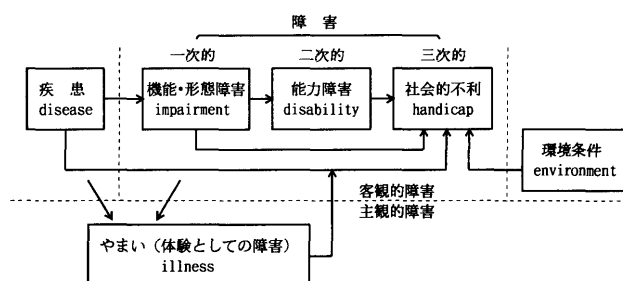 障 害
一次的 二次的 三次的
疾 患
disease
機能・形態障害
impairment
能力障害
disability
社会的不利
handicap
環境条件
environment
客観的障害
主観的障害
やまい（体験としての障害）
illness